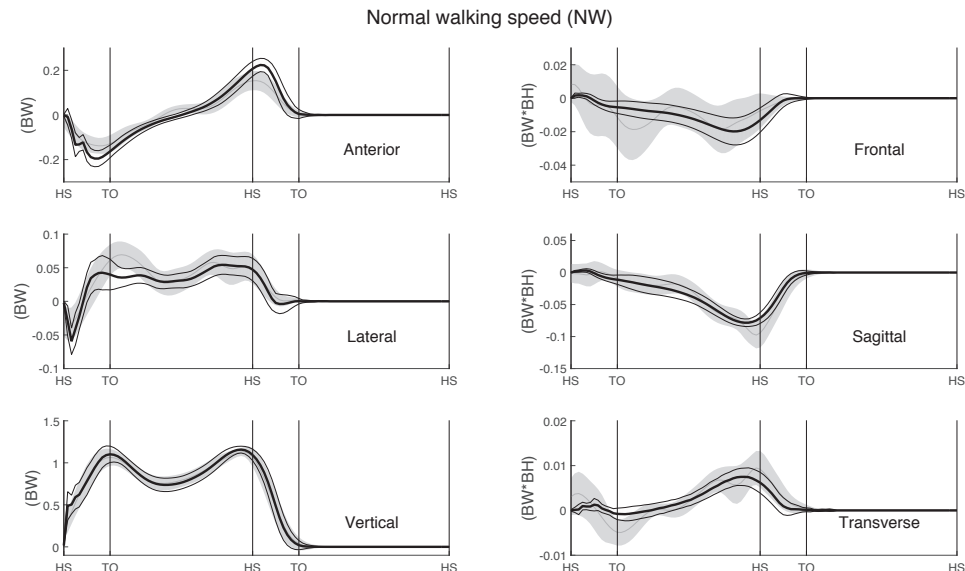 Normal walking speed (NW)
(BW)
0.2
0
-0.2
Anterior
HS TO HS TO HS
(BW*BH)
0.02
0
-0.02
-0.04
Frontal
HS TO HS TO HS
(BW)
0.1
0.05
0
-0.05
-0.1
Lateral
HS TO HS TO HS
(BW*BH)
0.05
0
-0.05
-0.1
-0.15
Sagittal
HS TO HS TO HS
(BW)
1.5
1
0.5
0
Vertical
HS TO HS TO HS
(BW*BH)
0.02
0.01
0
-0.01
Transverse
HS TO HS TO HS